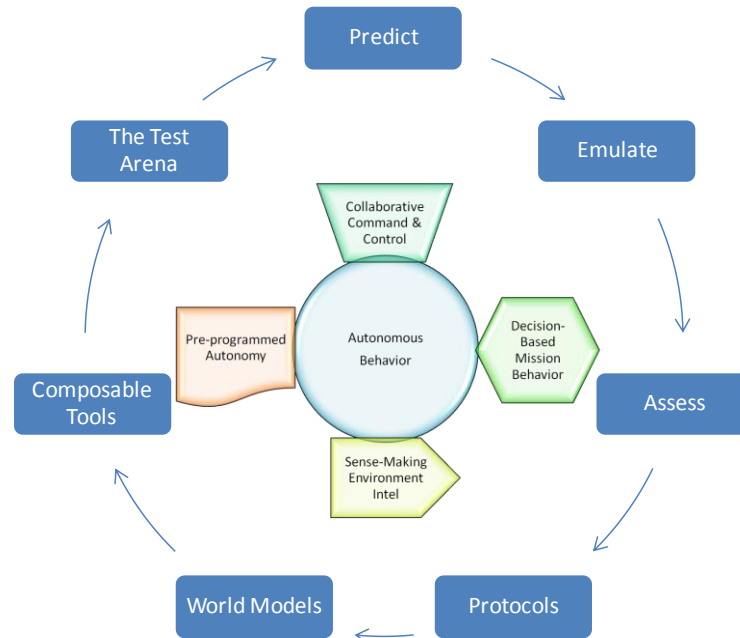 Predict
The Test
Arena
Emulate
Collaborative
Command &
Control
Pre-programmed
Autonomy
Autonomous
Behavior
Decision-
Based
Mission
Behavior
Composable
Tools
Assess
Sense-Making
Environment
Intel
World Models
Protocols